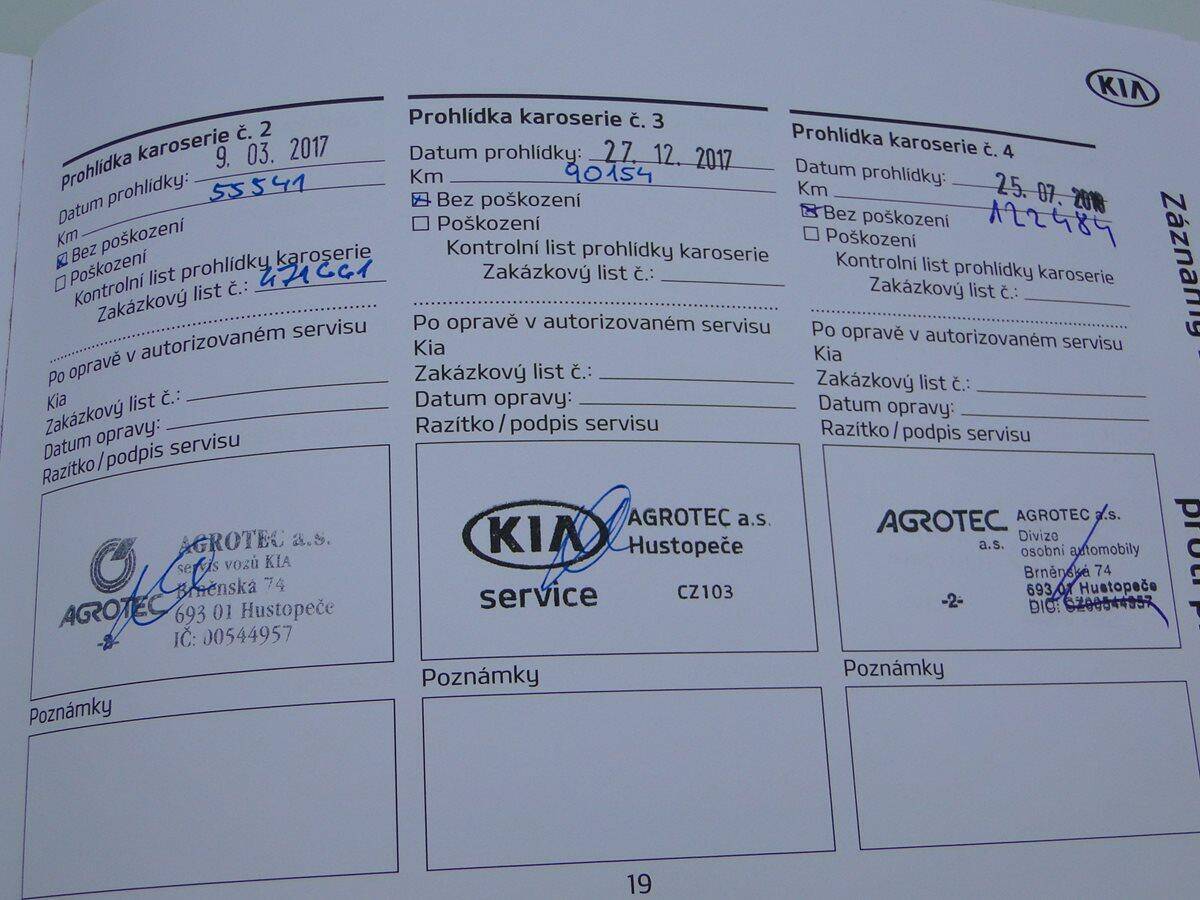 KIA
Prohlídka karoserie č. 2
Datum prohlídky: 9. 03. 2017
Km 55541
Bez poškození
Poškození
Kontrolní list prohlídky karoserie
Zakázkový list č.:
Po opravě v autorizovaném servisu
Kia
Zakázkový list č.:
Datum opravy:
Razítko/podpis servisu
AGROTEC a.s.
servis vozů KIA
Brněnská 74
693 01 Hustopeče
IČ: 00544957
AGROTEC
-2-
Poznámky
Prohlídka karoserie č. 3
Datum prohlídky: 27. 12. 2017
Km 90154
Bez poškození
Poškození
Kontrolní list prohlídky karoserie
Zakázkový list č.:
Po opravě v autorizovaném servisu
Kia
Zakázkový list č.:
Datum opravy:
Razítko/podpis servisu
KIA
service
AGROTEC a.s.
Hustopeče
CZ103
Poznámky
Prohlídka karoserie č. 4
Datum prohlídky: 25. 07. 2018
Km 122484
Bez poškození
Poškození
Kontrolní list prohlídky karoserie
Zakázkový list č.:
Po opravě v autorizovaném servisu
Kia
Zakázkový list č.:
Datum opravy:
Razítko/podpis servisu
AGROTEC
a.s.
-2-
AGROTEC a.s.
Divize
osobní automobily
Brněnská 74
693 01 Hustopeče
DIČ: CZ00544957
Poznámky
Záznamy
proti
19